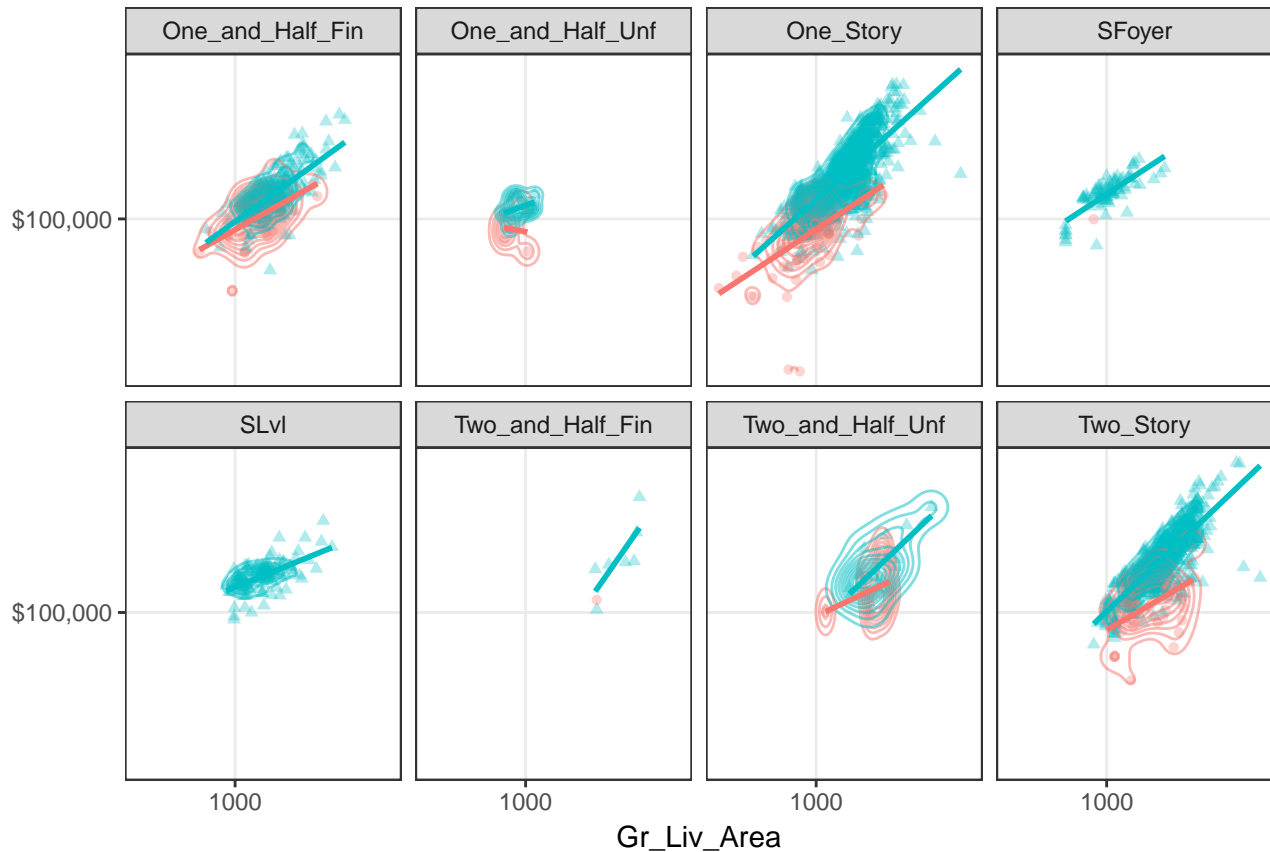 One_and_Half_Fin One_and_Half_Unf One_Story SFoyer
$100,000
SLvl Two_and_Half_Fin Two_and_Half_Unf Two_Story
$100,000
1000 1000 1000 1000
Gr_Liv_Area